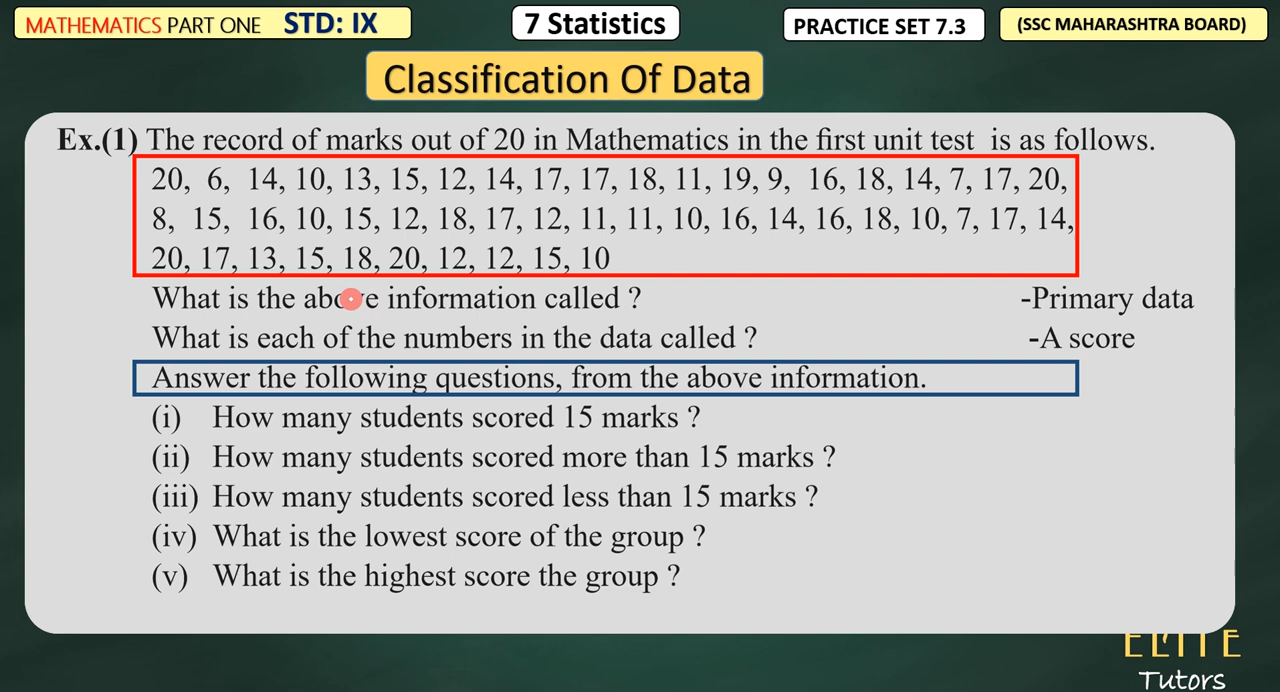 MATHEMATICS PART ONE STD: IX
7 Statistics
PRACTICE SET 7.3
(SSC MAHARASHTRA BOARD)
Classification Of Data
Ex.(1) The record of marks out of 20 in Mathematics in the first unit test is as follows.
20, 6, 14, 10, 13, 15, 12, 14, 17, 17, 18, 11, 19, 9, 16, 18, 14, 7, 17, 20,
8, 15, 16, 10, 15, 12, 18, 17, 12, 11, 11, 10, 16, 14, 16, 18, 10, 7, 17, 14,
20, 17, 13, 15, 18, 20, 12, 12, 15, 10
What is the above information called ? -Primary data
What is each of the numbers in the data called ? -A score
Answer the following questions, from the above information.
(i) How many students scored 15 marks ?
(ii) How many students scored more than 15 marks ?
(iii) How many students scored less than 15 marks ?
(iv) What is the lowest score of the group ?
(v) What is the highest score the group ?
ELITE
Tutors